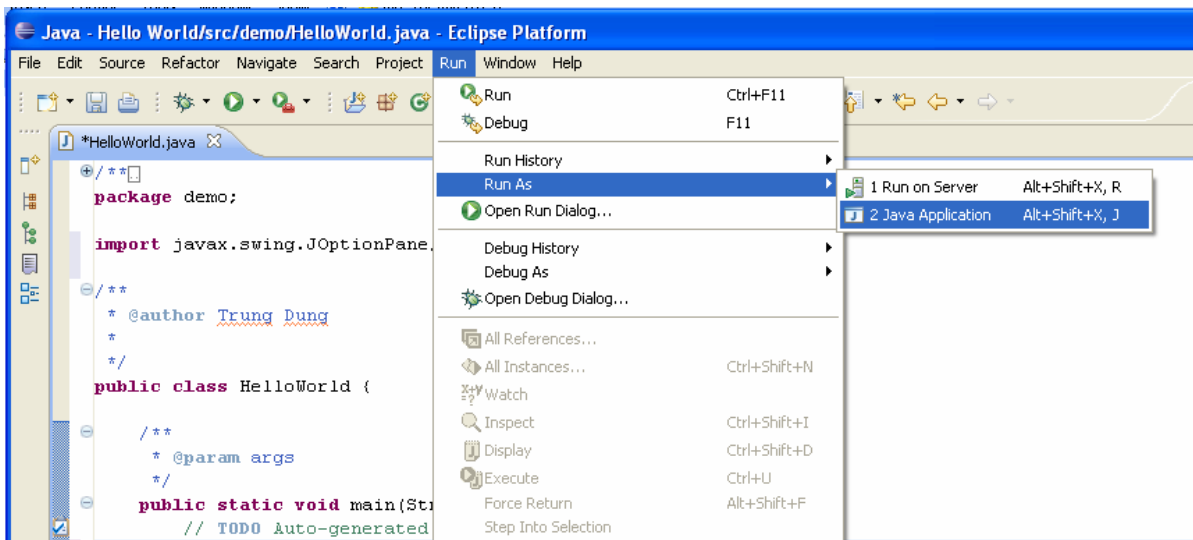 Java - Hello World/src/demo/HelloWorld.java - Eclipse Platform
File Edit Source Refactor Navigate Search Project Run Window Help
*HelloWorld.java
/**
package demo;
import javax.swing.JOptionPane
/**
* @author Trung Dung
*
*/
public class HelloWorld {
/**
* @param args
*/
public static void main(St
// TODO Auto-generated
Run Ctrl+F11
Debug F11
Run History
Run As
Open Run Dialog...
Debug History
Debug As
Open Debug Dialog...
All References...
All Instances... Ctrl+Shift+N
Watch
Inspect Ctrl+Shift+I
Display Ctrl+Shift+D
Execute Ctrl+U
Force Return Alt+Shift+F
Step Into Selection
1 Run on Server Alt+Shift+X, R
2 Java Application Alt+Shift+X, J